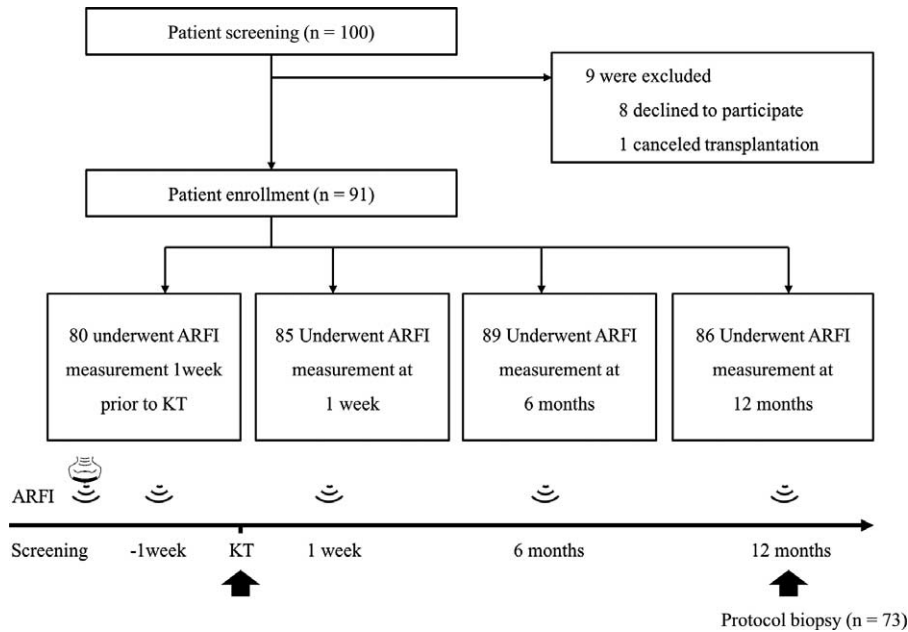 Patient screening (n = 100)
9 were excluded
8 declined to participate
1 canceled transplantation
Patient enrollment (n = 91)
80 underwent ARFI
measurement 1week
prior to KT
85 Underwent ARFI
measurement at
1 week
89 Underwent ARFI
measurement at
6 months
86 Underwent ARFI
measurement at
12 months
ARFI
Screening -1week KT 1 week 6 months 12 months
Protocol biopsy (n = 73)